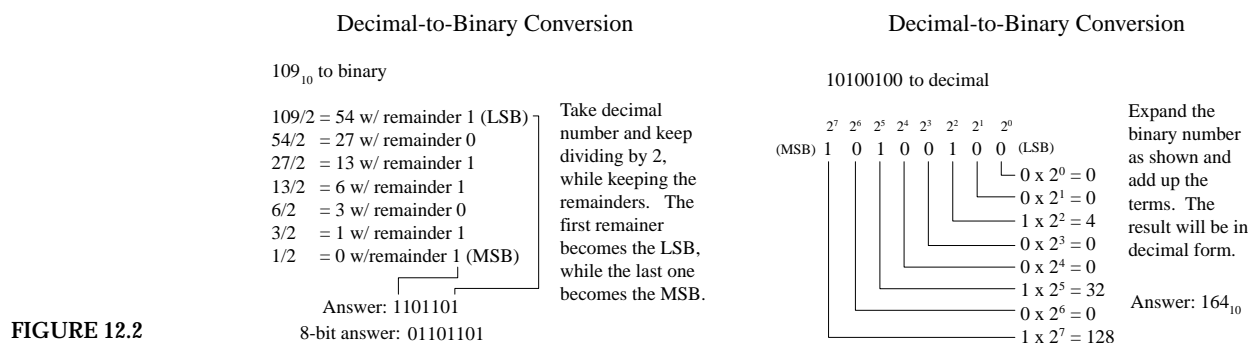 Decimal-to-Binary Conversion
109₁₀ to binary
109/2 = 54 w/ remainder 1 (LSB)
54/2 = 27 w/ remainder 0
27/2 = 13 w/ remainder 1
13/2 = 6 w/ remainder 1
6/2 = 3 w/ remainder 0
3/2 = 1 w/ remainder 1
1/2 = 0 w/remainder 1 (MSB)
Answer: 1101101
8-bit answer: 01101101
Take decimal
number and keep
dividing by 2,
while keeping the
remainders. The
first remainer
becomes the LSB,
while the last one
becomes the MSB.
Decimal-to-Binary Conversion
10100100 to decimal
2⁷ 2⁶ 2⁵ 2⁴ 2³ 2² 2¹ 2⁰
(MSB) 1 0 1 0 0 1 0 0 (LSB)
0 x 2⁰ = 0
0 x 2¹ = 0
1 x 2² = 4
0 x 2³ = 0
0 x 2⁴ = 0
1 x 2⁵ = 32
0 x 2⁶ = 0
1 x 2⁷ = 128
Expand the
binary number
as shown and
add up the
terms. The
result will be in
decimal form.
Answer: 164₁₀
FIGURE 12.2